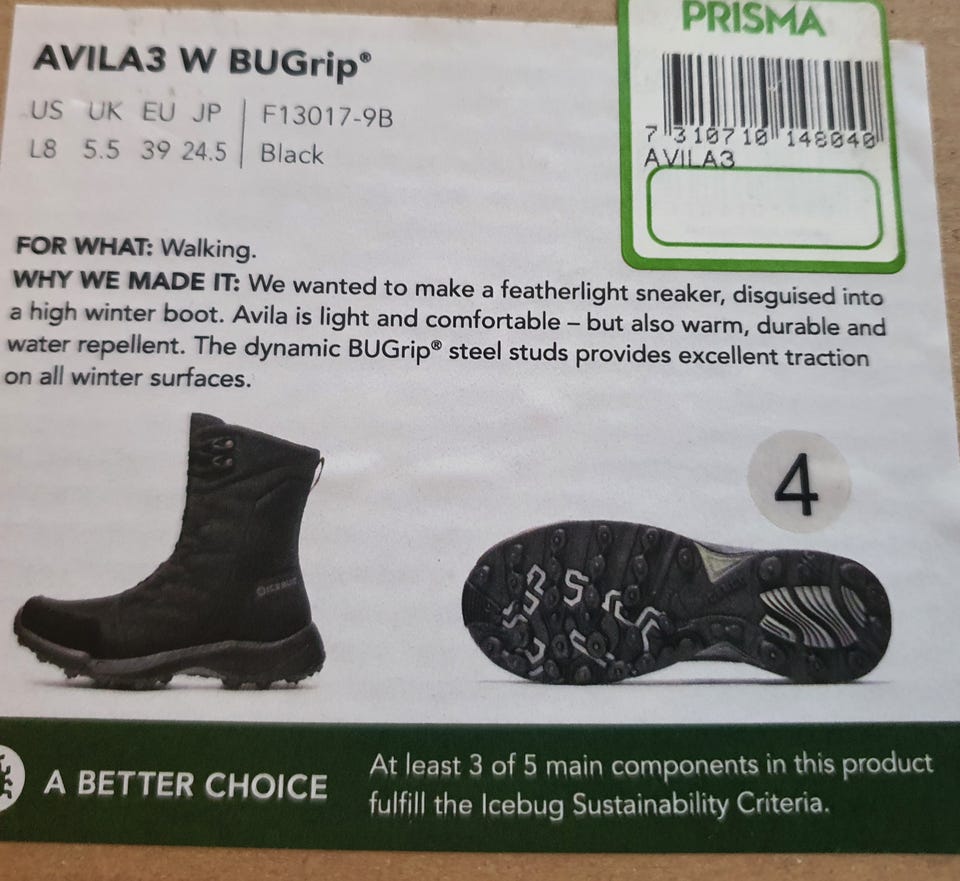 AVILA3 W BUGrip®
US UK EU JP F13017-9B
L8 5.5 39 24.5 Black
PRISMA
7 310710 148040
AVILA3
FOR WHAT: Walking.
WHY WE MADE IT: We wanted to make a featherlight sneaker, disguised into
a high winter boot. Avila is light and comfortable – but also warm, durable and
water repellent. The dynamic BUGrip® steel studs provides excellent traction
on all winter surfaces.
4
ICEBUG
A BETTER CHOICE
At least 3 of 5 main components in this product
fulfill the Icebug Sustainability Criteria.